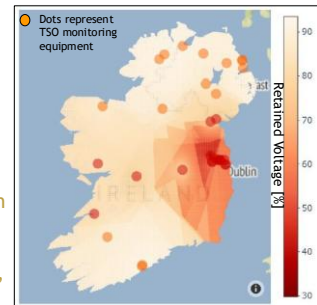 Dots represent
TSO monitoring
equipment
ast
Dublin
IRELAND
n
,
Retained Voltage [%]
90
80
70
60
50
40
30
i